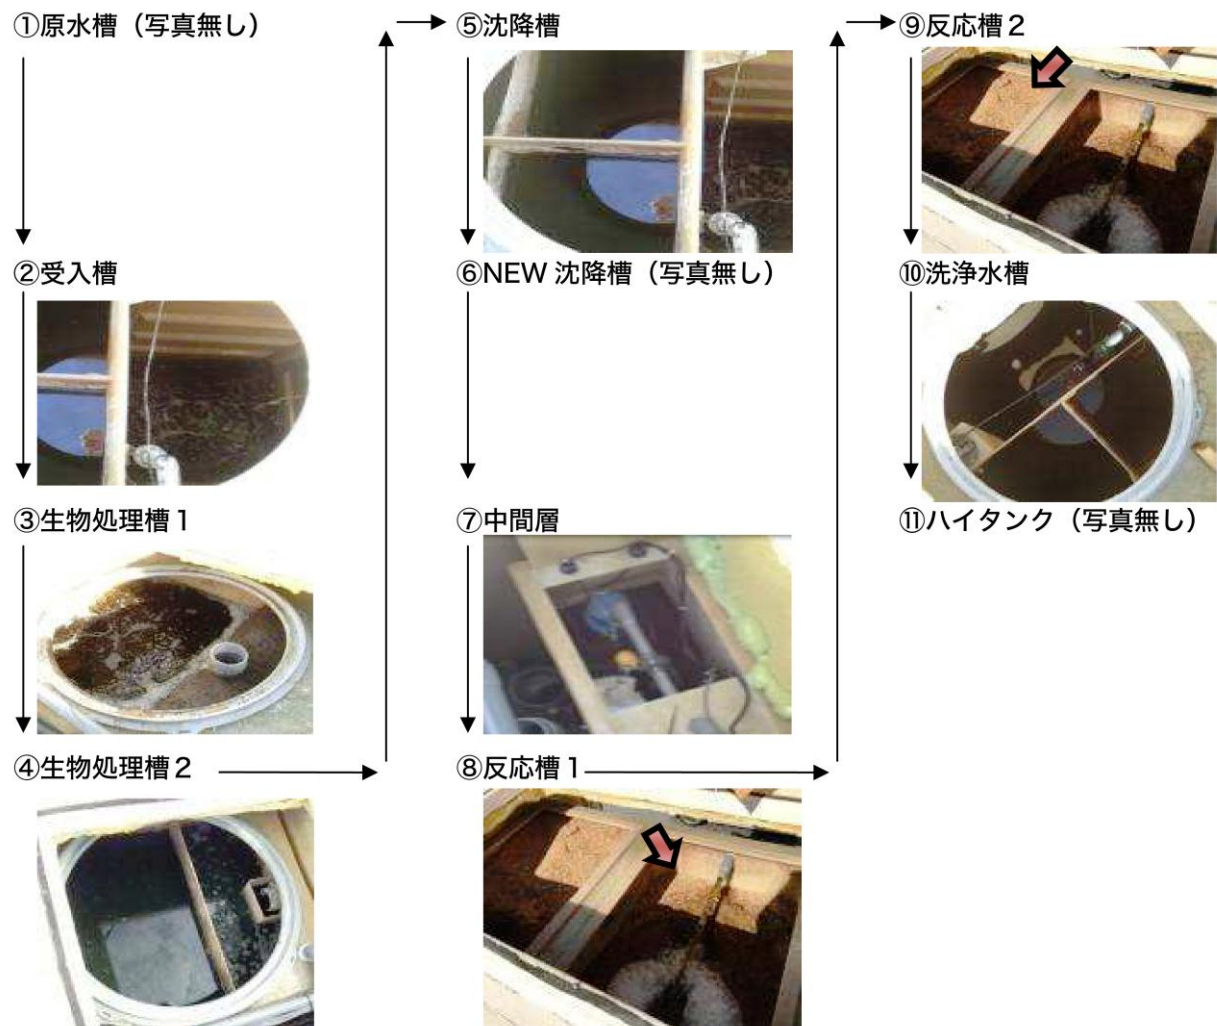 ①原水槽（写真無し）
②受入槽
③生物処理槽１
④生物処理槽２
⑤沈降槽
⑥NEW 沈降槽（写真無し）
⑦中間層
⑧反応槽１
⑨反応槽２
⑩洗浄水槽
⑪ハイタンク（写真無し）